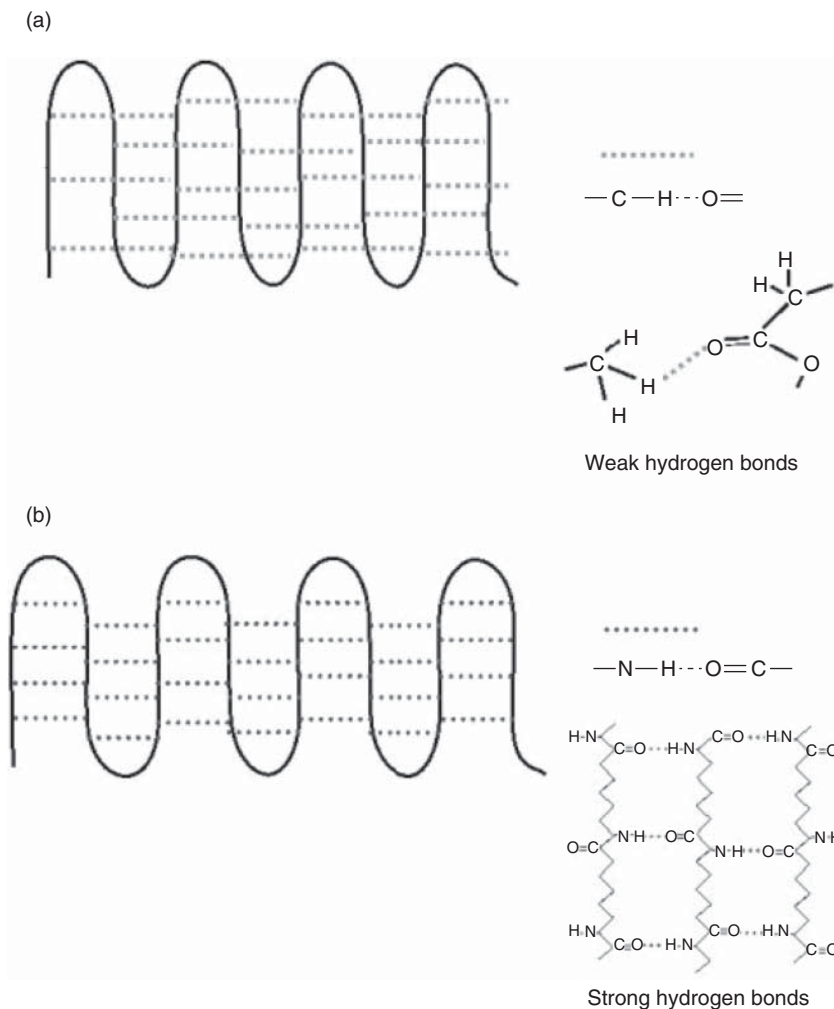 (a)
—C—H---O=
H
H
C
O
C
H
C
O
H
H
Weak hydrogen bonds
(b)
—N—H---O=C—
H-N
C=O
H-N
C=O
H-N
C=O
O=C
N-H
O=C
N-H
O=C
N-H
H-N
C=O
H-N
C=O
H-N
C=O
Strong hydrogen bonds